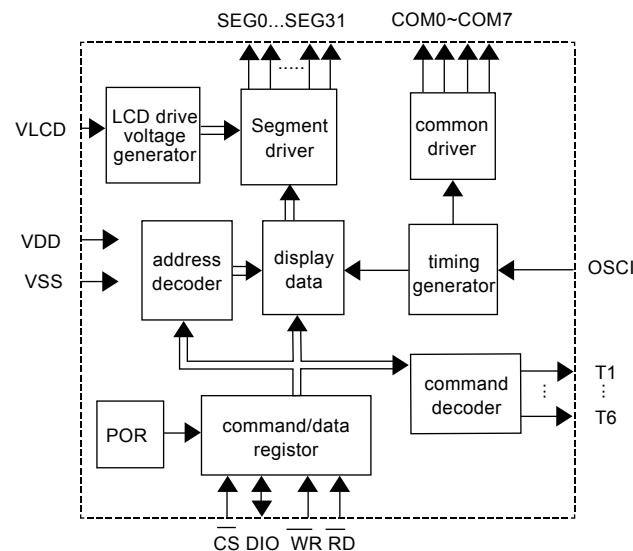 SEG0...SEG31 COM0~COM7
.....
VLCD
LCD drive
voltage
generator
Segment
driver
common
driver
VDD
VSS
address
decoder
display
data
timing
generator
OSCI
command
decoder
T1
...
...
T6
POR
command/data
registor
CS DIO WR RD